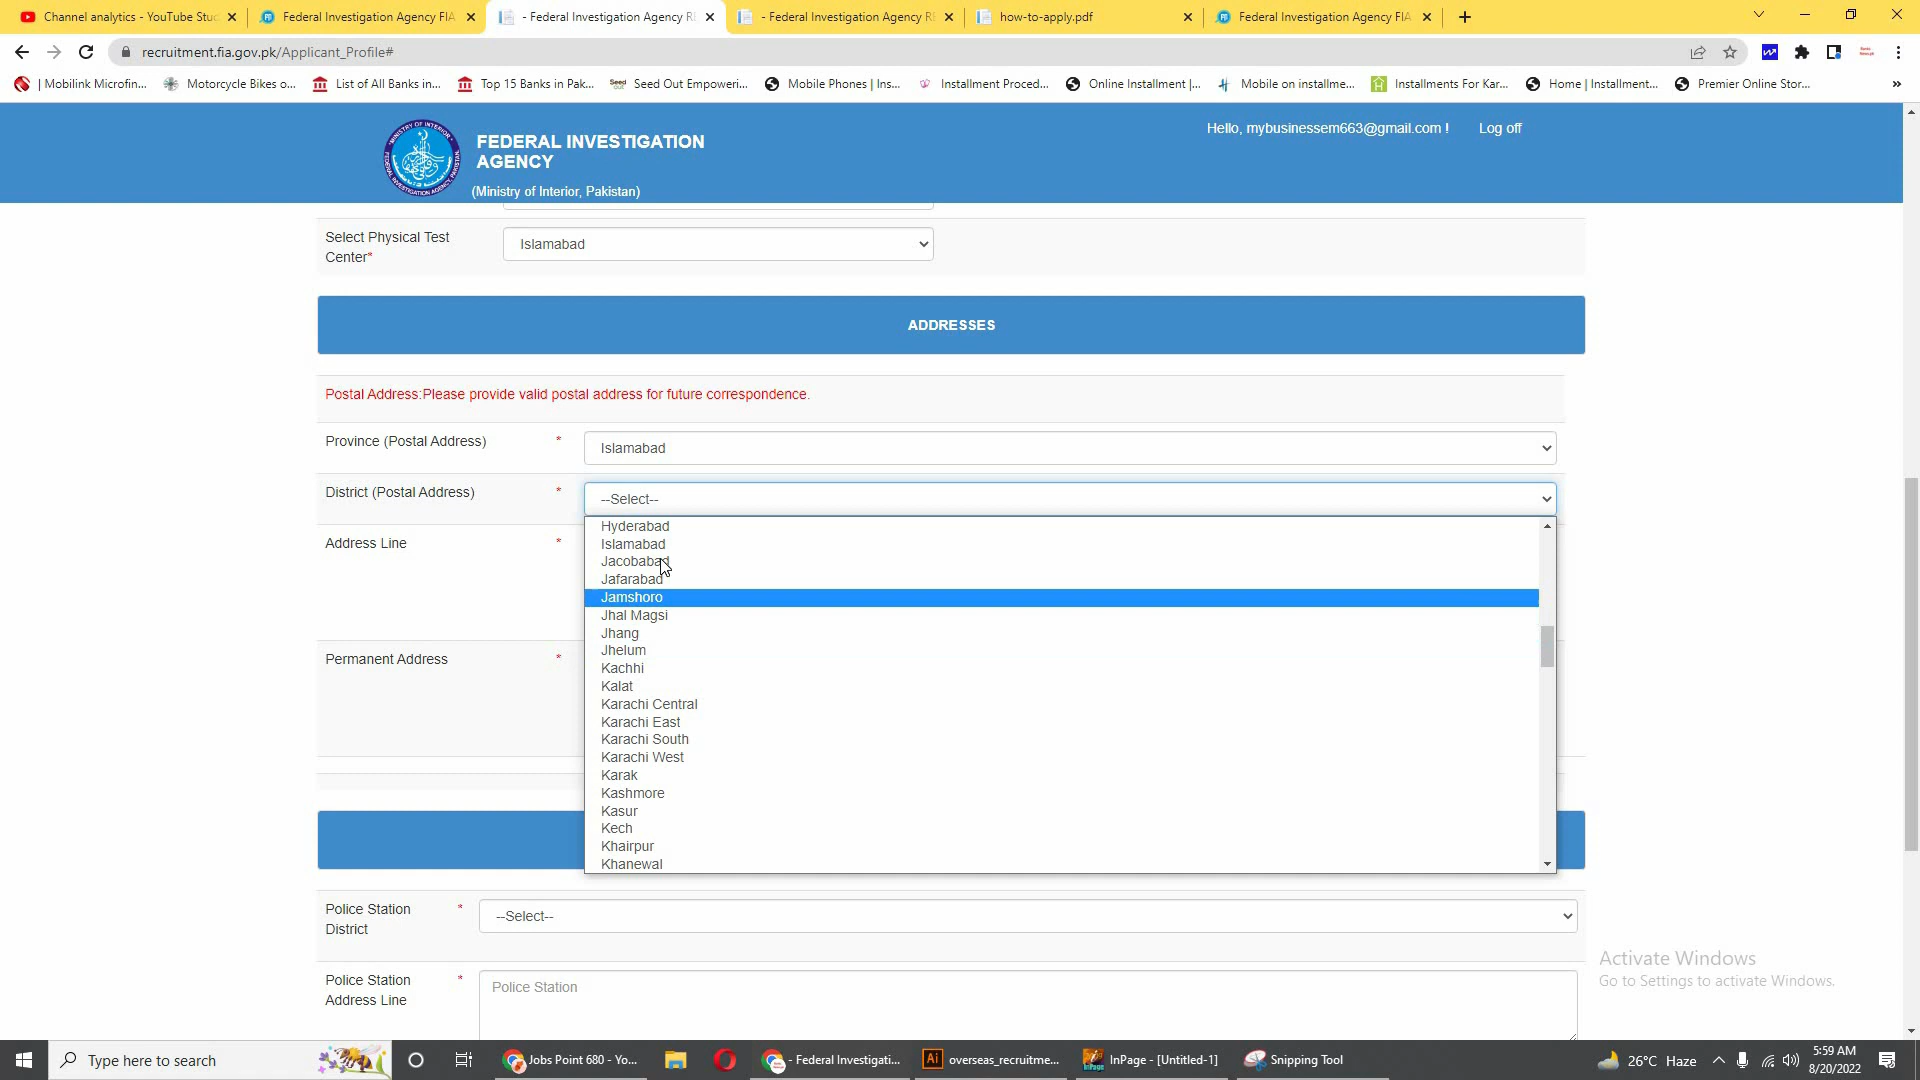 Channel analytics - YouTube Stu
Federal Investigation Agency FIA
- Federal Investigation Agency RE
- Federal Investigation Agency RE
how-to-apply.pdf
Federal Investigation Agency FIA
recruitment.fia.gov.pk/Applicant_Profile#
| Mobilink Microfin...
Motorcycle Bikes o...
List of All Banks in...
Top 15 Banks in Pak...
Seed Out Empoweri...
Mobile Phones | Ins...
Installment Proced...
Online Installment |...
Mobile on installme...
Installments For Kar...
Home | Installment...
Premier Online Stor...
»
FEDERAL INVESTIGATION
AGENCY
(Ministry of Interior, Pakistan)
Hello, mybusinessem663@gmail.com !
Log off
Select Physical Test
Center*
Islamabad
ADDRESSES
Postal Address:Please provide valid postal address for future correspondence.
Province (Postal Address) *
Islamabad
District (Postal Address) *
--Select--
Hyderabad
Islamabad
Jacobabad
Jafarabad
Jamshoro
Jhal Magsi
Jhang
Jhelum
Kachhi
Kalat
Karachi Central
Karachi East
Karachi South
Karachi West
Karak
Kashmore
Kasur
Kech
Khairpur
Khanewal
Address Line *
Permanent Address *
Police Station *
District
--Select--
Police Station *
Address Line
Police Station
Activate Windows
Go to Settings to activate Windows.
Type here to search
Jobs Point 680 - Yo...
- Federal Investigati...
Ai
overseas_recruitme...
InPage - [Untitled-1]
Snipping Tool
26°C Haze
5:59 AM
8/20/2022